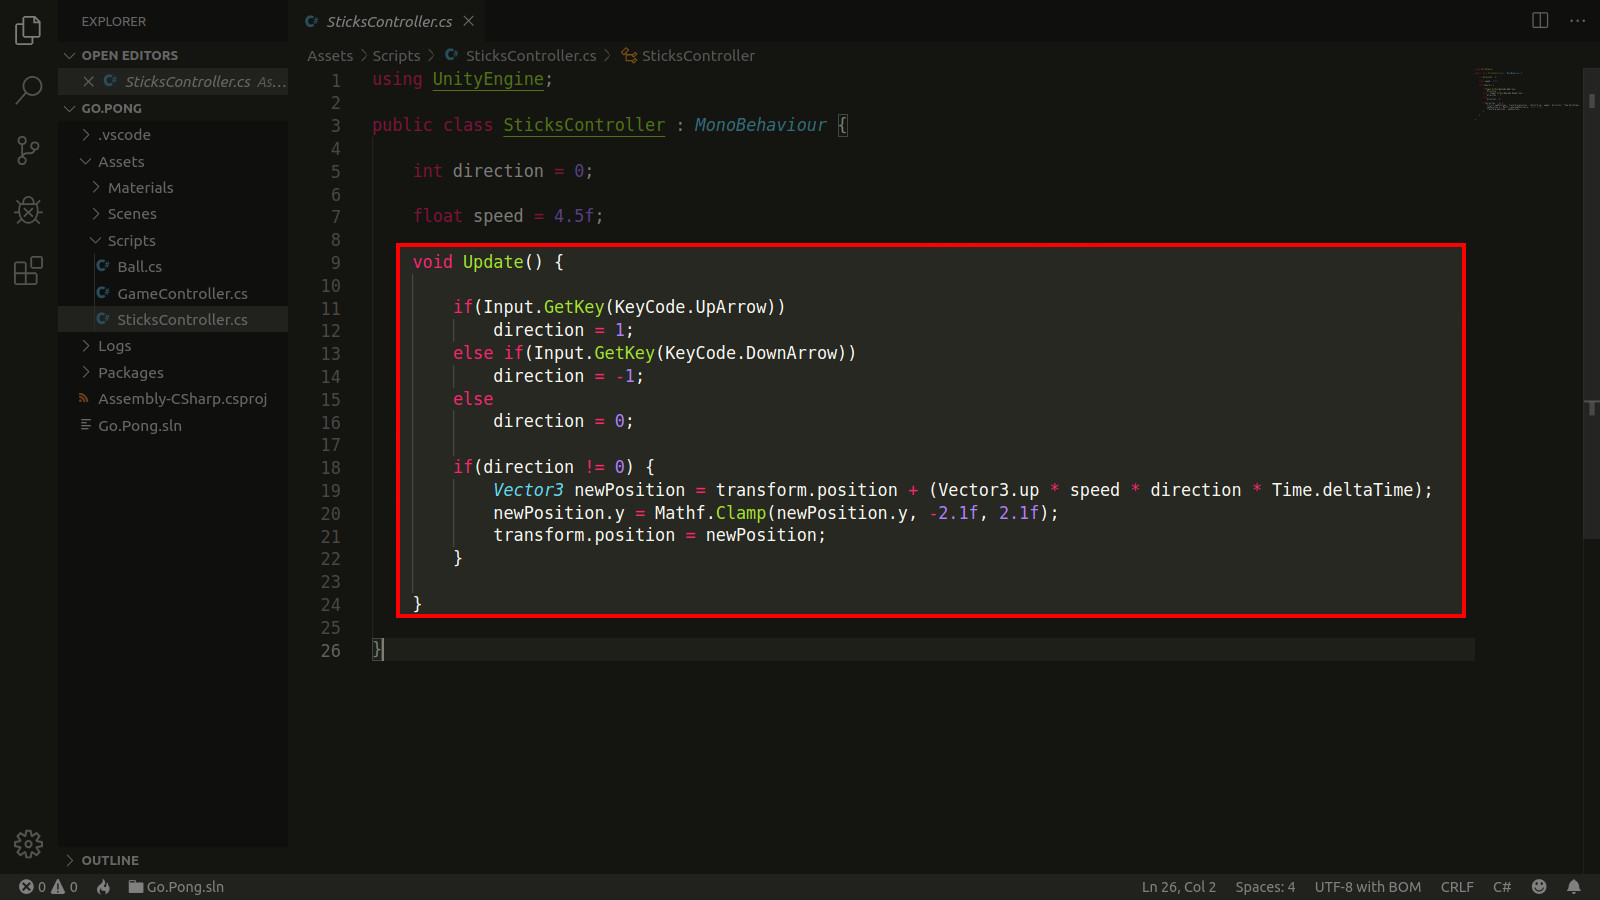 EXPLORER
OPEN EDITORS
SticksController.cs As...
GO.PONG
.vscode
Assets
Materials
Scenes
Scripts
Ball.cs
GameController.cs
SticksController.cs
Logs
Packages
Assembly-CSharp.csproj
Go.Pong.sln
OUTLINE
SticksController.cs
Assets > Scripts > SticksController.cs > SticksController
1 using UnityEngine;
2
3 public class SticksController : MonoBehaviour {
4
5 int direction = 0;
6
7 float speed = 4.5f;
8
9 void Update() {
10
11 if(Input.GetKey(KeyCode.UpArrow))
12 direction = 1;
13 else if(Input.GetKey(KeyCode.DownArrow))
14 direction = -1;
15 else
16 direction = 0;
17
18 if(direction != 0) {
19 Vector3 newPosition = transform.position + (Vector3.up * speed * direction * Time.deltaTime);
20 newPosition.y = Mathf.Clamp(newPosition.y, -2.1f, 2.1f);
21 transform.position = newPosition;
22 }
23
24 }
25
26 }
0 0 Go.Pong.sln Ln 26, Col 2 Spaces: 4 UTF-8 with BOM CRLF C#